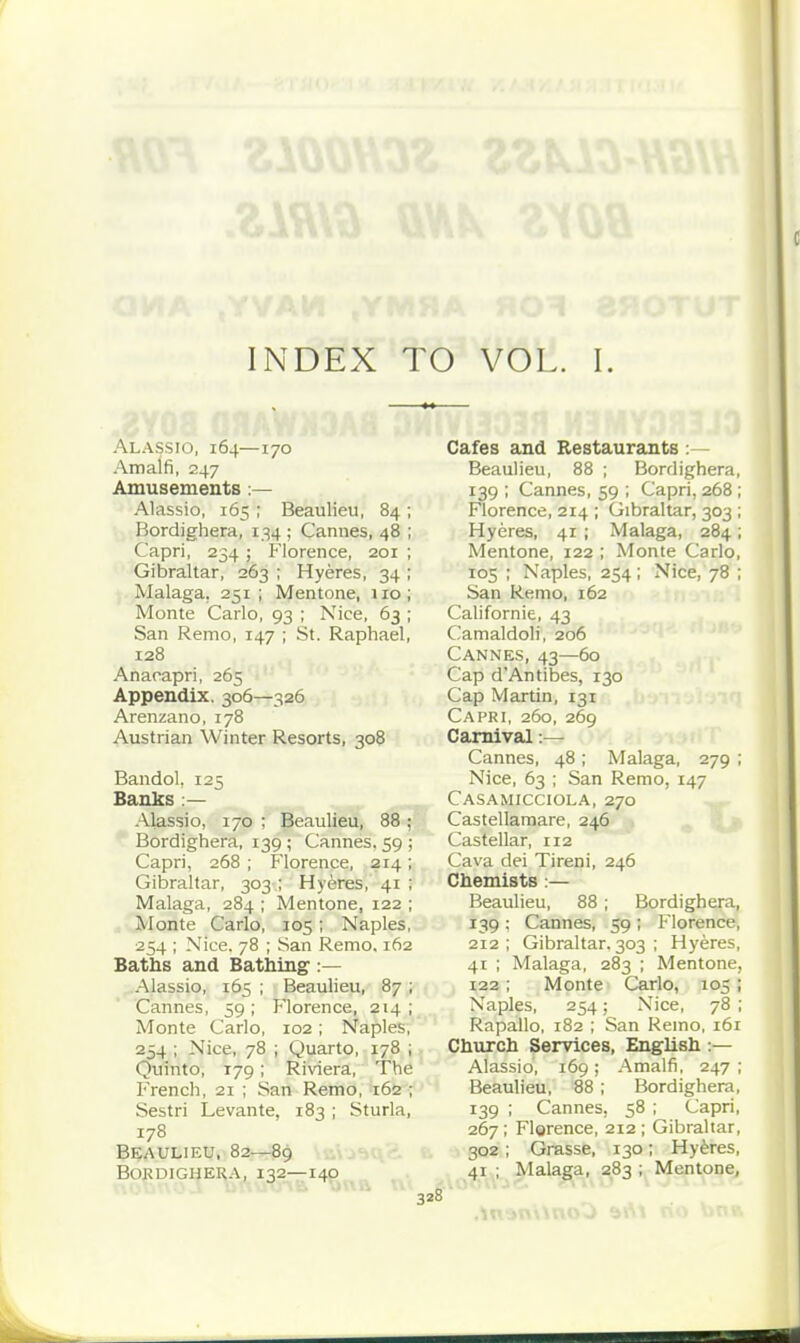 INDEX TO VOL. I.
ALASSIO, 164—170
Amalfi, 247
Amusements :—
Alassio, 165 ; Beaulieu, 84 ;
Bordighera, 134 ; Cannes, 48 ;
Capri, 234 ; Florence, 201 ;
Gibraltar, 263 ; Hyères, 34 ;
Malaga, 251 ; Mentone, 110 ;
Monte Carlo, 93 ; Nice, 63 ;
San Remo, 147 ; St. Raphael,
128
Anacapri, 265
Appendix, 306—326
Arenzano, 178
Austrian Winter Resorts, 308
Bandol, 125
Banks :—
Alassio, 170 ; Beaulieu, 88 ;
Bordighera, 139 ; Cannes, 59 ;
Capri, 268 ; Florence, 214 ;
Gibraltar, 303 ; Hyères, 41 ;
Malaga, 284 ; Mentone, 122 ;
Monte Carlo, 105 ; Naples,
254 ; Nice, 78 ; San Remo, 162
Baths and Bathing :—
Alassio, 165 ; Beaulieu, 87 ;
Cannes, 59 ; Florence, 214 ;
Monte Carlo, 102 ; Naples,
254 ; Nice, 78 ; Quarto, 178 ;
Quinto, 179 ; Riviera, The
French, 21 ; San Remo, 162 ;
Sestri Levante, 183 ; Sturla,
178
BEAULIEU, 82—89
BORDIGHERA, 132—140
Cafes and Restaurants :—
Beaulieu, 88 ; Bordighera,
139 ; Cannes, 59 ; Capri, 268 ;
Florence, 214 ; Gibraltar, 303 ;
Hyères, 41 ; Malaga, 284 ;
Mentone, 122 ; Monte Carlo,
105 ; Naples, 254 ; Nice, 78 ;
San Remo, 162
Californie, 43
Camaldoli, 206
CANNES, 43—60
Cap d'Antibes, 130
Cap Martin, 131
CAPRI, 260, 269
Carnival :—
Cannes, 48 ; Malaga, 279 ;
Nice, 63 ; San Remo, 147
CASAMICCIOLA, 270
Castellamare, 246
Castellar, 112
Cava dei Tireni, 246
Chemists :—
Beaulieu, 88 ; Bordighera,
139 ; Cannes, 59 ; Florence,
212 ; Gibraltar, 303 ; Hyères,
41 ; Malaga, 283 ; Mentone,
122 ; Monte Carlo, 105 ;
Naples, 254 ; Nice, 78 ;
Rapallo, 182 ; San Remo, 161
Church Services, English :—
Alassio, 169 ; Amalfi, 247 ;
Beaulieu, 88 ; Bordighera,
139 ; Cannes, 58 ; Capri,
267 ; Florence, 212 ; Gibraltar,
302 ; Grasse, 130 ; Hyères,
41 ; Malaga, 283 ; Mentone,
328